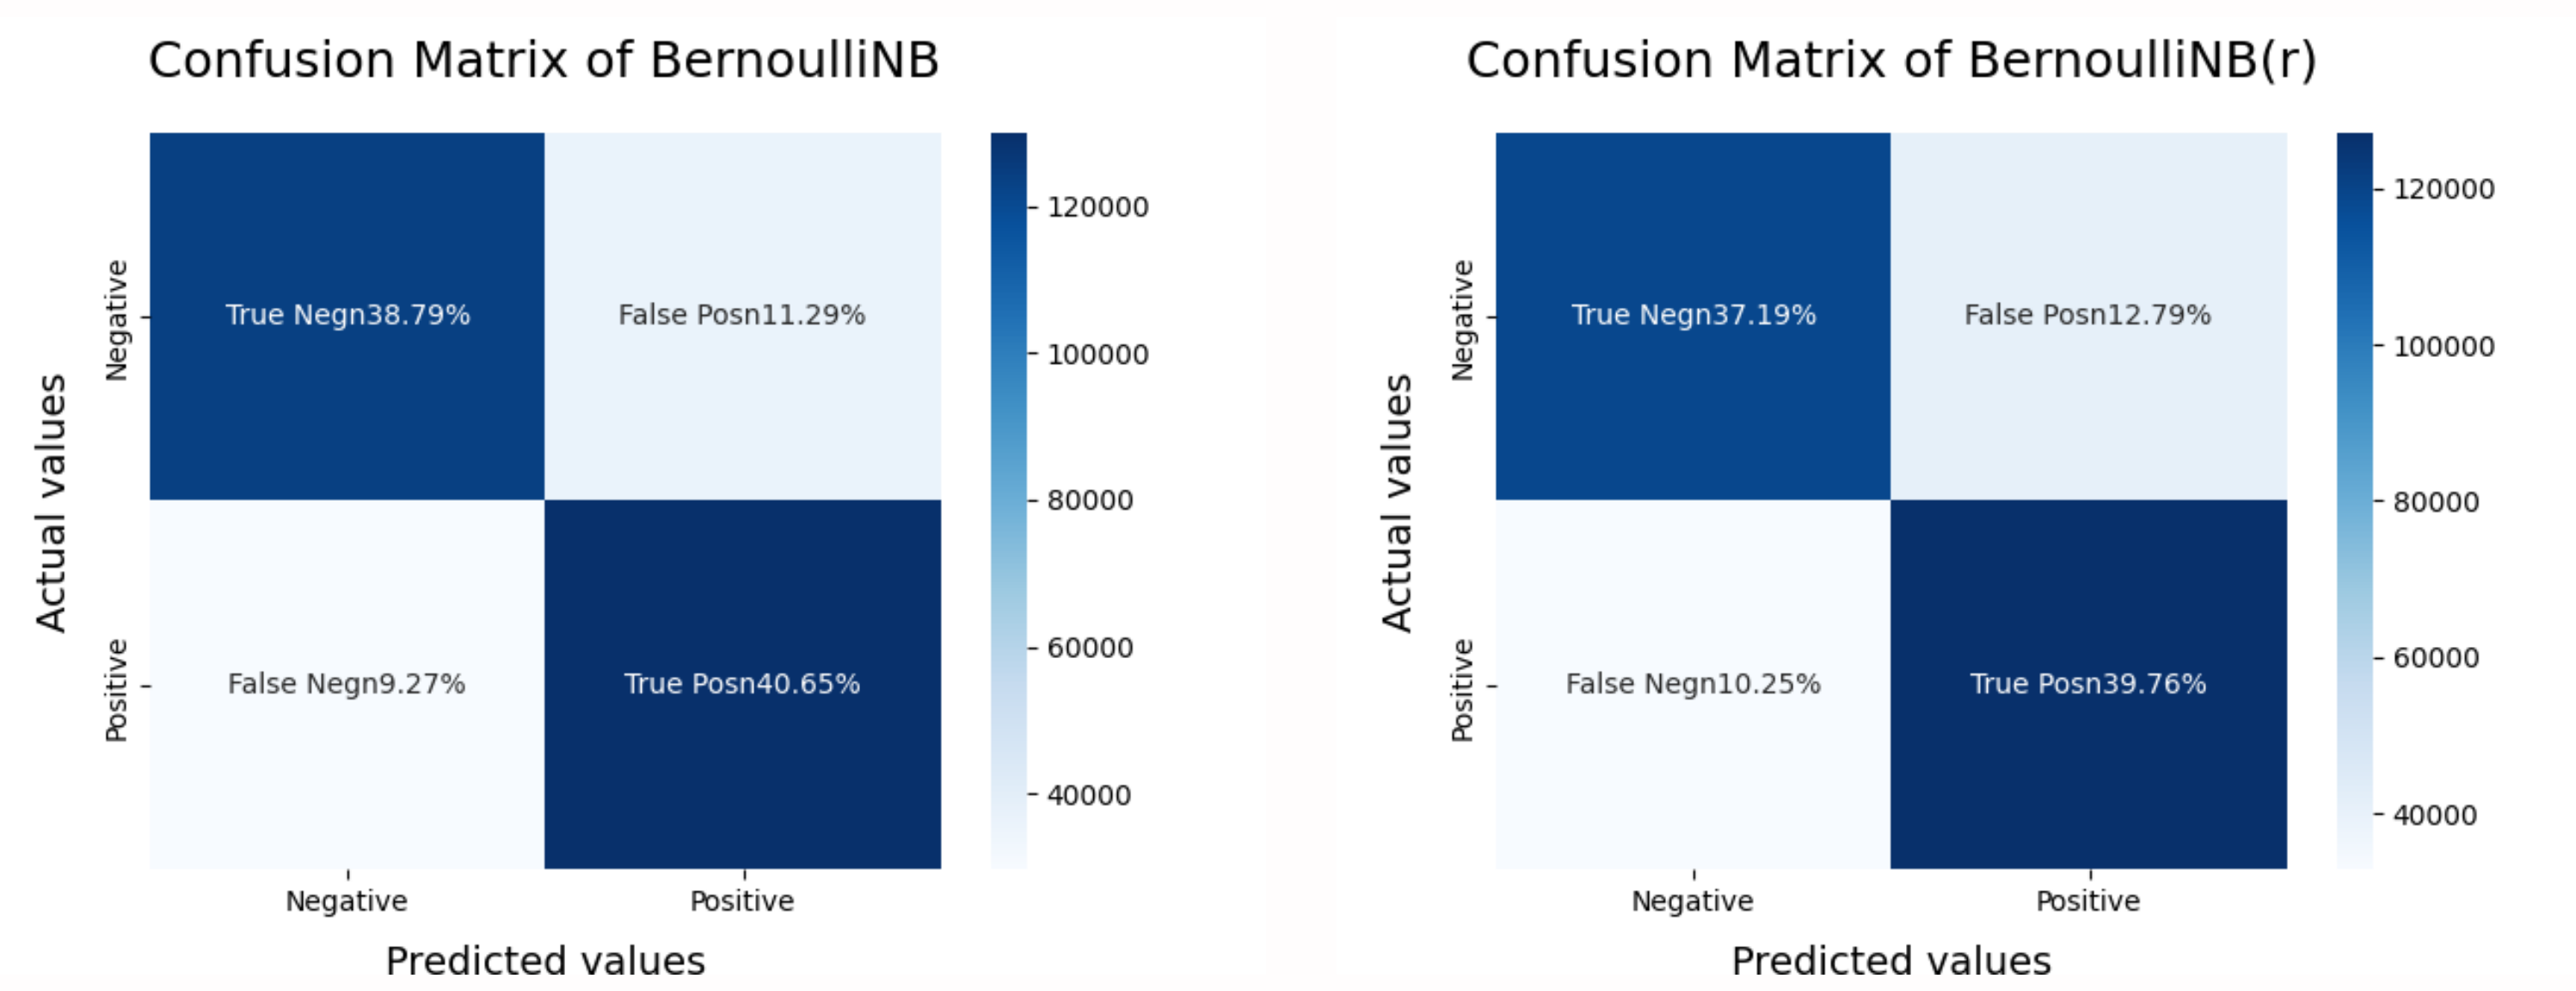 Confusion Matrix of BernoulliNB
Actual values
Negative
Positive
True Negn38.79%
False Posn11.29%
False Negn9.27%
True Posn40.65%
Negative
Positive
Predicted values
120000
100000
80000
60000
40000
Confusion Matrix of BernoulliNB(r)
Actual values
Negative
Positive
True Negn37.19%
False Posn12.79%
False Negn10.25%
True Posn39.76%
Negative
Positive
Predicted values
120000
100000
80000
60000
40000